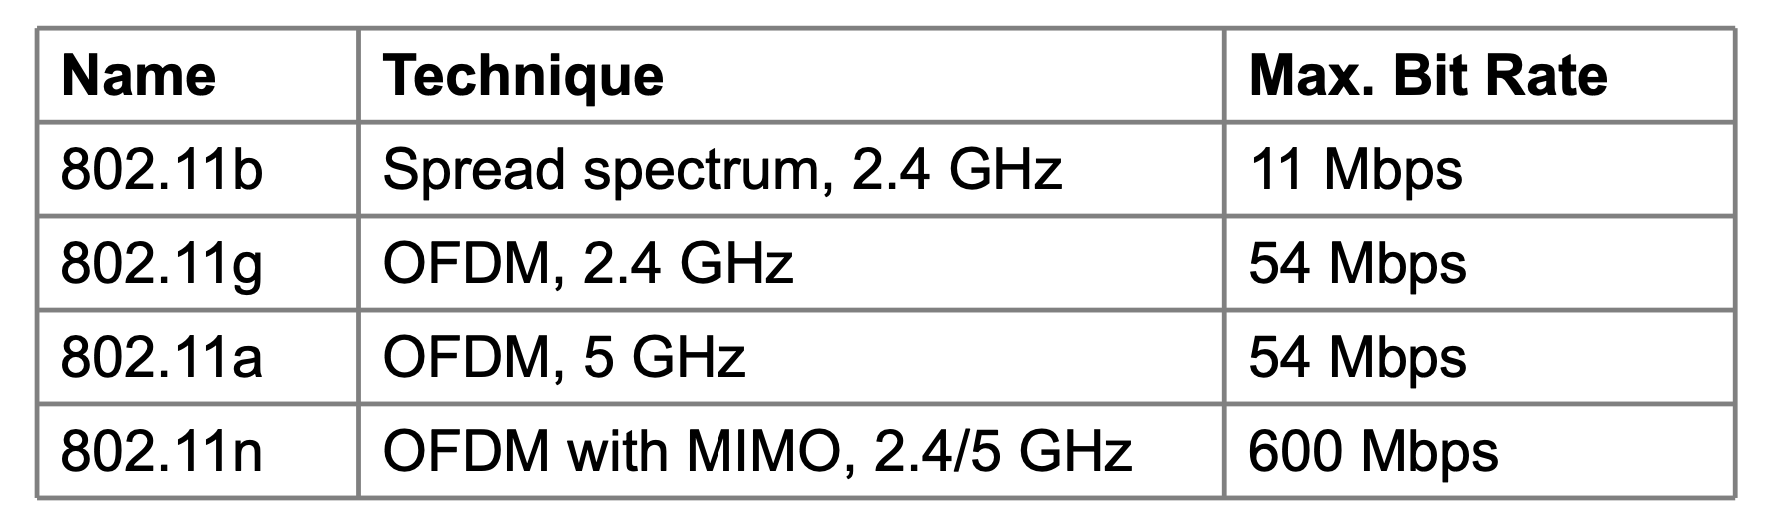 Name Technique Max. Bit Rate
802.11b Spread spectrum, 2.4 GHz 11 Mbps
802.11g OFDM, 2.4 GHz 54 Mbps
802.11a OFDM, 5 GHz 54 Mbps
802.11n OFDM with MIMO, 2.4/5 GHz 600 Mbps